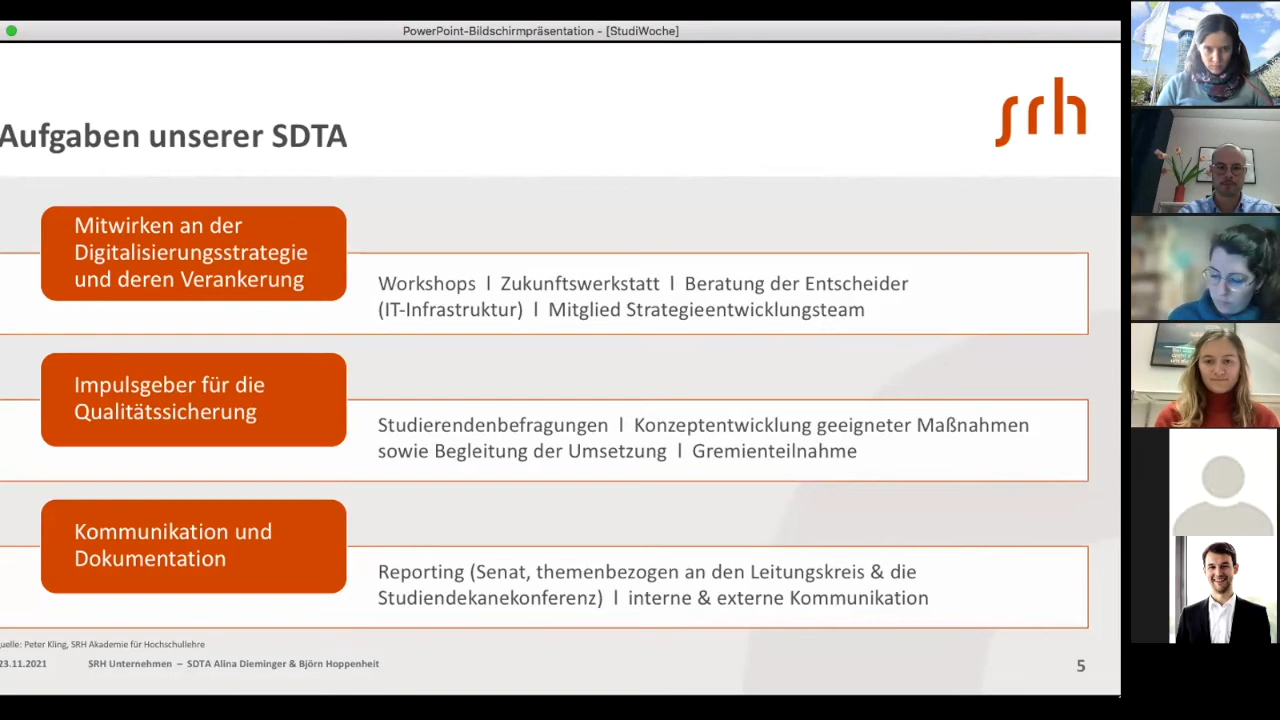 PowerPoint-Bildschirmpräsentation - [StudiWoche]
srh
Aufgaben unserer SDTA
Mitwirken an der
Digitalisierungsstrategie
und deren Verankerung
Workshops l Zukunftswerkstatt l Beratung der Entscheider
(IT-Infrastruktur) l Mitglied Strategieentwicklungsteam
Impulsgeber für die
Qualitätssicherung
Studierendenbefragungen l Konzeptentwicklung geeigneter Maßnahmen
sowie Begleitung der Umsetzung l Gremienteilnahme
Kommunikation und
Dokumentation
Reporting (Senat, themenbezogen an den Leitungskreis & die
Studiendekanekonferenz) l interne & externe Kommunikation
uelle: Peter Kling, SRH Akademie für Hochschullehre
23.11.2021 SRH Unternehmen – SDTA Alina Dieminger & Björn Hoppenheit
5